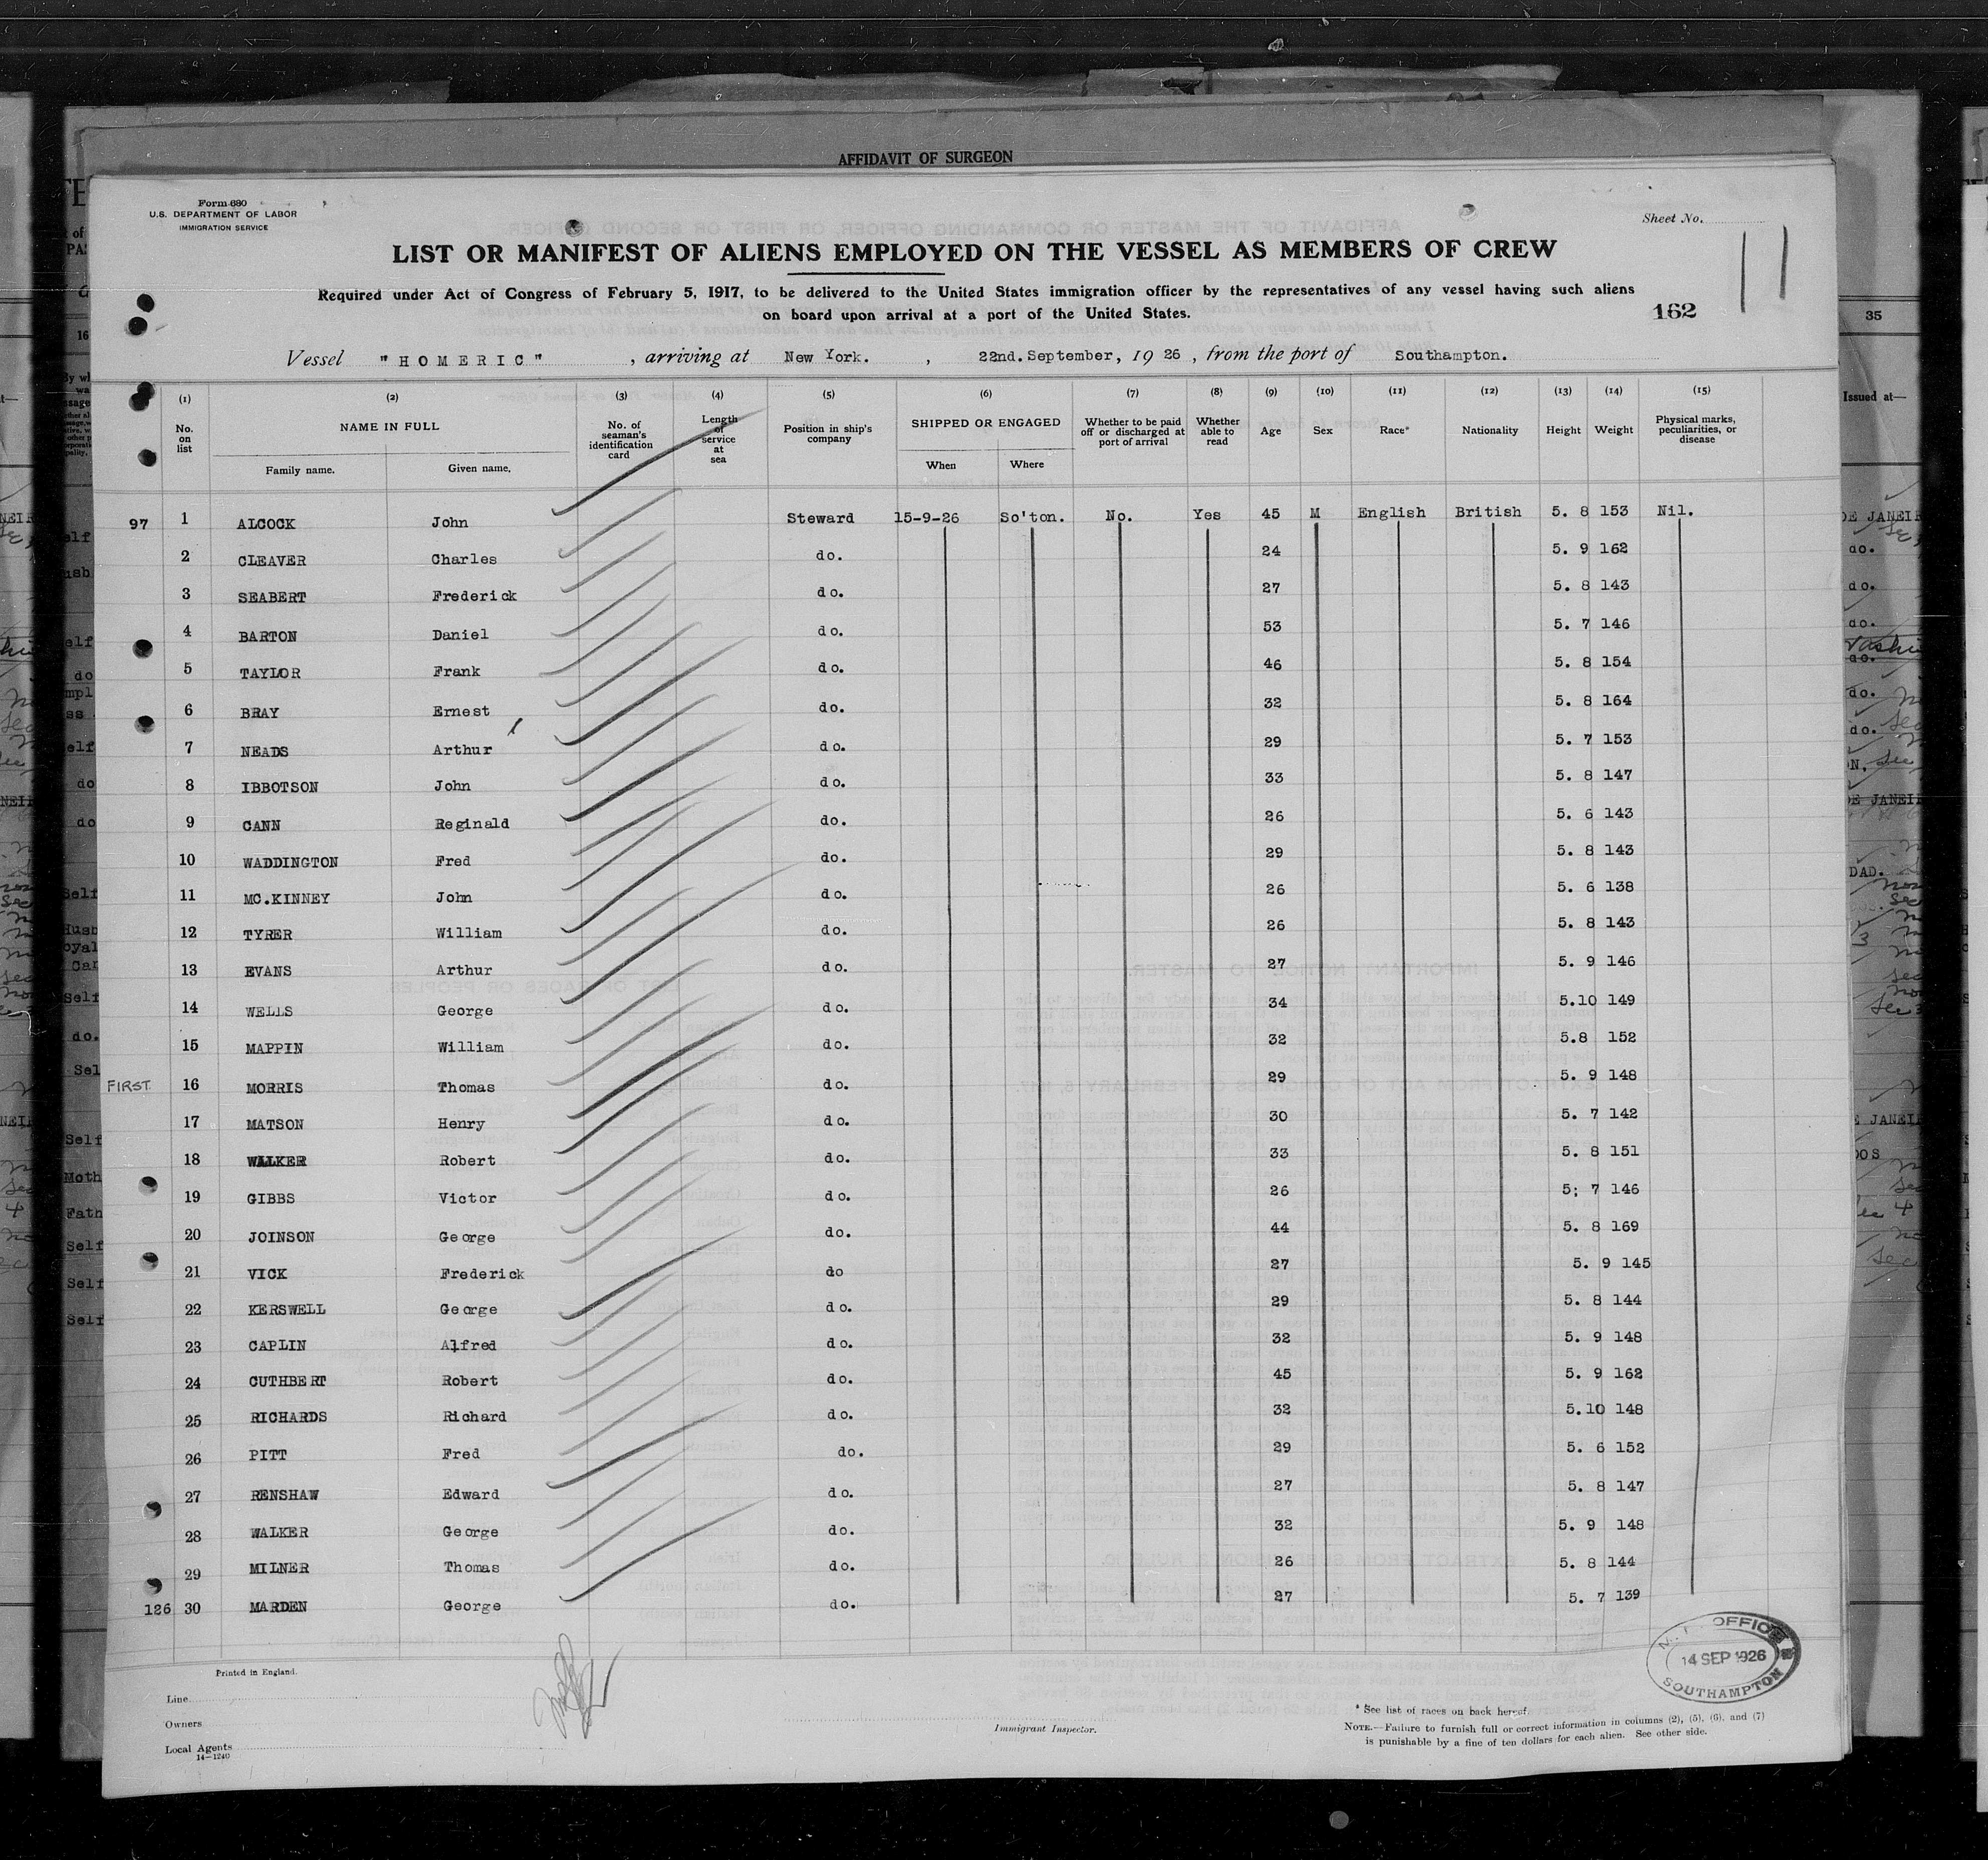 AFFIDAVIT OF SURGEON
Form 680
U.S. DEPARTMENT OF LABOR
IMMIGRATION SERVICE
Sheet No.
11
LIST OR MANIFEST OF ALIENS EMPLOYED ON THE VESSEL AS MEMBERS OF CREW
Required under Act of Congress of February 5, 1917, to be delivered to the United States immigration officer by the representatives of any vessel having such aliens
on board upon arrival at a port of the United States.
162
Vessel "HOMERIC", arriving at New York. , 22nd. September, 19 26, from the port of Southampton.
(1) (2) (3) (4) (5) (6) (7) (8) (9) (10) (11) (12) (13) (14) (15)
No. on list NAME IN FULL Family name. Given name. No. of seaman's identification card Length of service at sea Position in ship's company SHIPPED OR ENGAGED When Where Whether to be paid off or discharged at port of arrival Whether able to read Age Sex Race* Nationality Height Weight Physical marks, peculiarities, or disease
97 1 ALCOCK John Steward 15-9-26 So'ton. No. Yes 45 M English British 5. 8 153 Nil.
2 CLEAVER Charles do. 24 5. 9 162
3 SEABERT Frederick do. 27 5. 8 143
4 BARTON Daniel do. 53 5. 7 146
5 TAYLOR Frank do. 46 5. 8 154
6 BRAY Ernest do. 32 5. 8 164
7 NEADS Arthur do. 29 5. 7 153
8 IBBOTSON John do. 33 5. 8 147
9 CANN Reginald do. 26 5. 6 143
10 WADDINGTON Fred do. 29 5. 8 143
11 MC.KINNEY John do. 26 5. 6 138
12 TYRER William do. 26 5. 8 143
13 EVANS Arthur do. 27 5. 9 146
14 WELLS George do. 34 5.10 149
15 MAPPIN William do. 32 5.8 152
FIRST. 16 MORRIS Thomas do. 29 5. 9 148
17 MATSON Henry do. 30 5. 7 142
18 WALKER Robert do. 33 5. 8 151
19 GIBBS Victor do. 26 5; 7 146
20 JOINSON George do. 44 5. 8 169
21 VICK Frederick do 27 5. 9 145
22 KERSWELL George do. 29 5. 8 144
23 CAPLIN Alfred do. 32 5. 9 148
24 CUTHBERT Robert do. 45 5. 9 162
25 RICHARDS Richard do. 32 5.10 148
26 PITT Fred do. 29 5. 6 152
27 RENSHAW Edward do. 27 5. 8 147
28 WALKER George do. 32 5. 9 148
29 MILNER Thomas do. 26 5. 8 144
126 30 MARDEN George do. 27 5. 7 139
OFFICE
14 SEP 1926
SOUTHAMPTON
Printed in England.
Line
Owners
Local Agents
14—1240
Immigrant Inspector.
* See list of races on back hereof.
NOTE.—Failure to furnish full or correct information in columns (2), (5), (6), and (7)
is punishable by a fine of ten dollars for each alien. See other side.